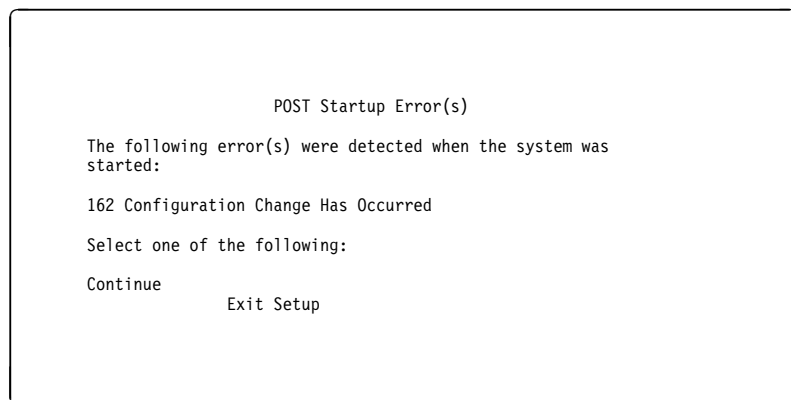 POST Startup Error(s)
The following error(s) were detected when the system was
started:
162 Configuration Change Has Occurred
Select one of the following:
Continue
Exit Setup